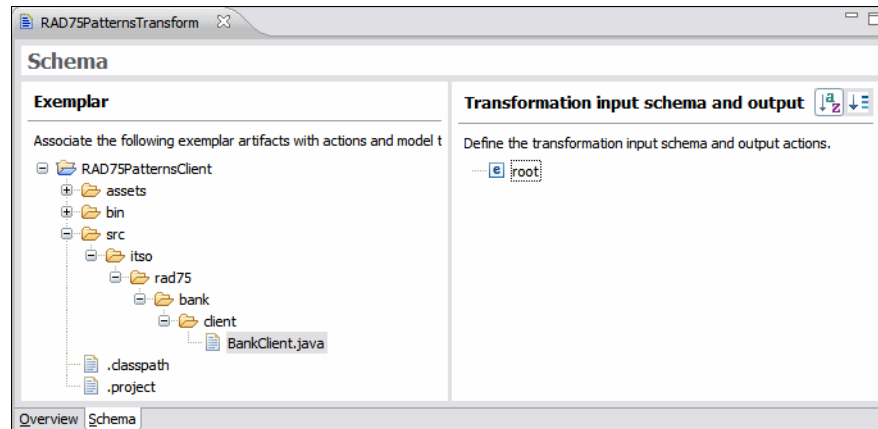 RAD75PatternsTransform
Schema
Exemplar
Associate the following exemplar artifacts with actions and model t
RAD75PatternsClient
assets
bin
src
itso
rad75
bank
client
BankClient.java
.classpath
.project
Transformation input schema and output
Define the transformation input schema and output actions.
e root
Overview Schema